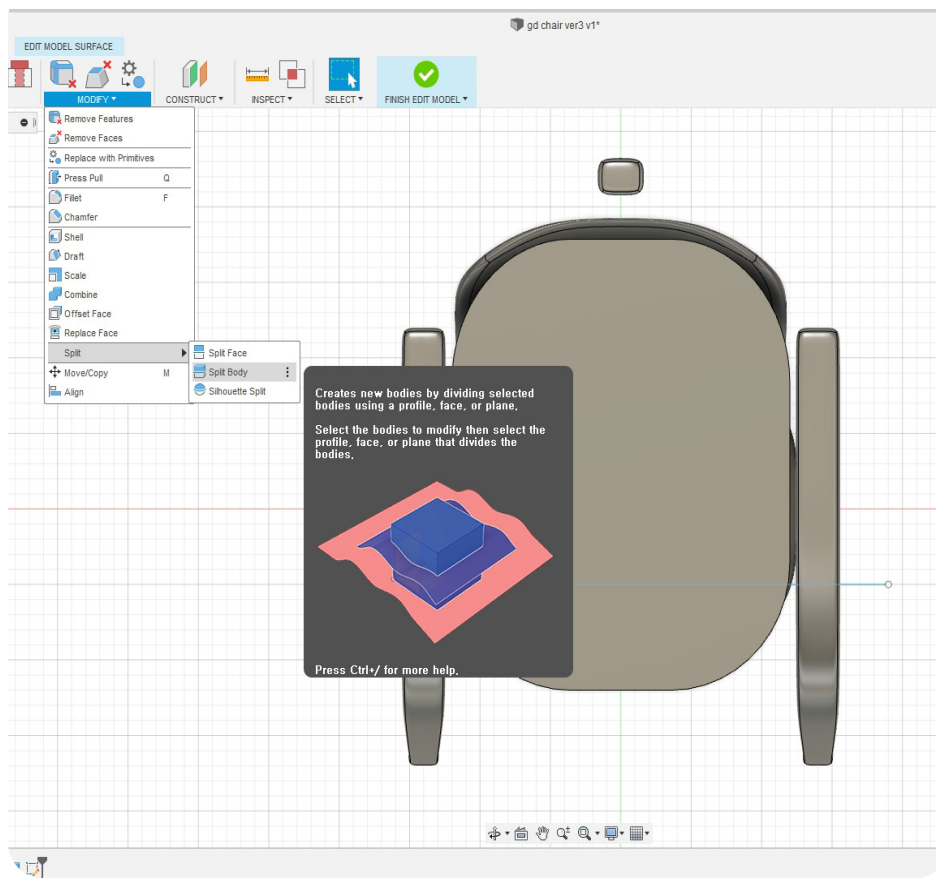 gd chair ver3 v1*
EDIT MODEL SURFACE
MODIFY ▾
CONSTRUCT ▾
INSPECT ▾
SELECT ▾
FINISH EDIT MODEL ▾
Remove Features
Remove Faces
Replace with Primitives
Press Pull Q
Fillet F
Chamfer
Shell
Draft
Scale
Combine
Offset Face
Replace Face
Split
Split Face
Move/Copy M
Split Body
Align
Silhouette Split
Creates new bodies by dividing selected
bodies using a profile, face, or plane.
Select the bodies to modify then select the
profile, face, or plane that divides the
bodies.
Press Ctrl+/ for more help.